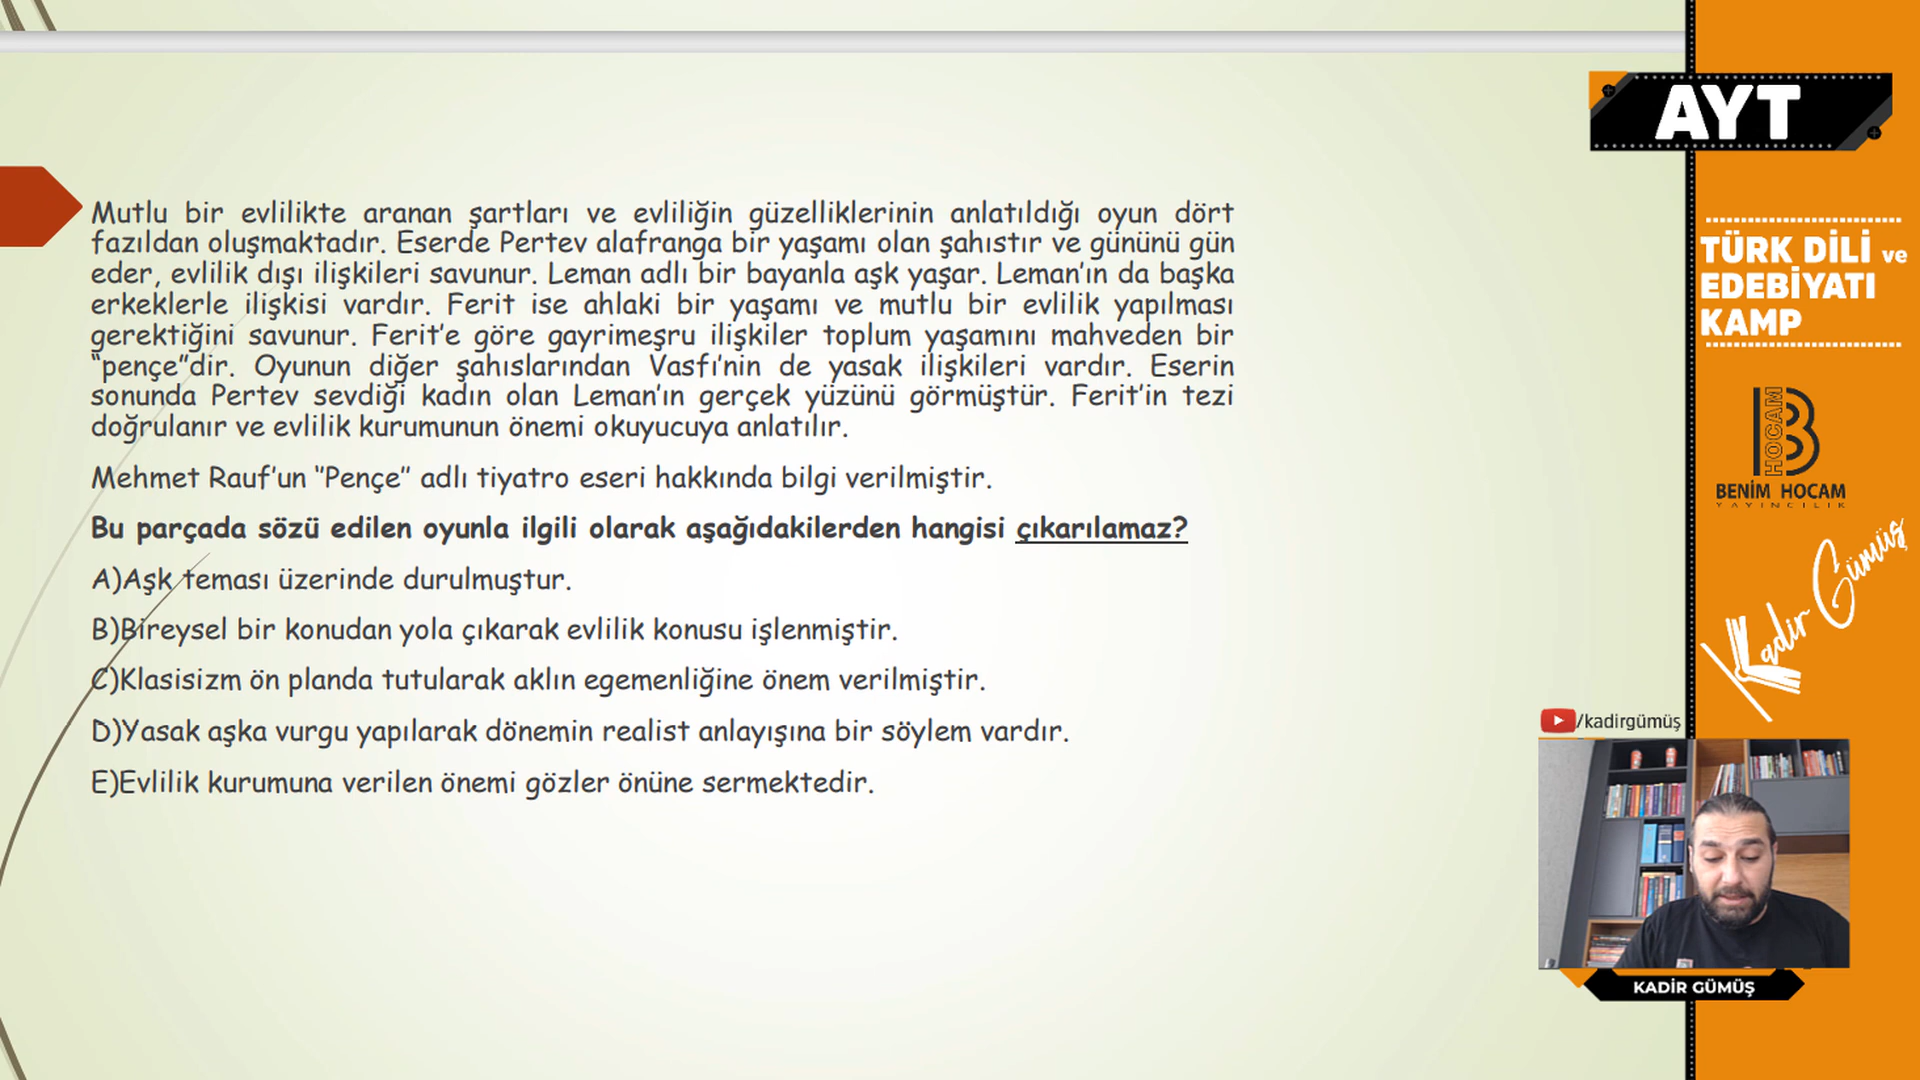 AYT
Mutlu bir evlilikte aranan şartları ve evliliğin güzelliklerinin anlatıldığı oyun dört
fazıldan oluşmaktadır. Eserde Pertev alafranga bir yaşamı olan şahıstır ve gününü gün
eder, evlilik dışı ilişkileri savunur. Leman adlı bir bayanla aşk yaşar. Leman'ın da başka
erkeklerle ilişkisi vardır. Ferit ise ahlaki bir yaşamı ve mutlu bir evlilik yapılması
gerektiğini savunur. Ferit'e göre gayrimeşru ilişkiler toplum yaşamını mahveden bir
"pençe"dir. Oyunun diğer şahıslarından Vasfı'nin de yasak ilişkileri vardır. Eserin
sonunda Pertev sevdiği kadın olan Leman'ın gerçek yüzünü görmüştür. Ferit'in tezi
doğrulanır ve evlilik kurumunun önemi okuyucuya anlatılır.
Mehmet Rauf'un "Pençe" adlı tiyatro eseri hakkında bilgi verilmiştir.
Bu parçada sözü edilen oyunla ilgili olarak aşağıdakilerden hangisi çıkarılamaz?
A)Aşk teması üzerinde durulmuştur.
B)Bireysel bir konudan yola çıkarak evlilik konusu işlenmiştir.
C)Klasisizm ön planda tutularak aklın egemenliğine önem verilmiştir.
D)Yasak aşka vurgu yapılarak dönemin realist anlayışına bir söylem vardır.
E)Evlilik kurumuna verilen önemi gözler önüne sermektedir.
TÜRK DİLİ ve
EDEBİYATI
KAMP
HOCAM
B
BENİM HOCAM
YAYINCILIK
Kadir Gümüş
/kadirgümüş
KADİR GÜMÜŞ